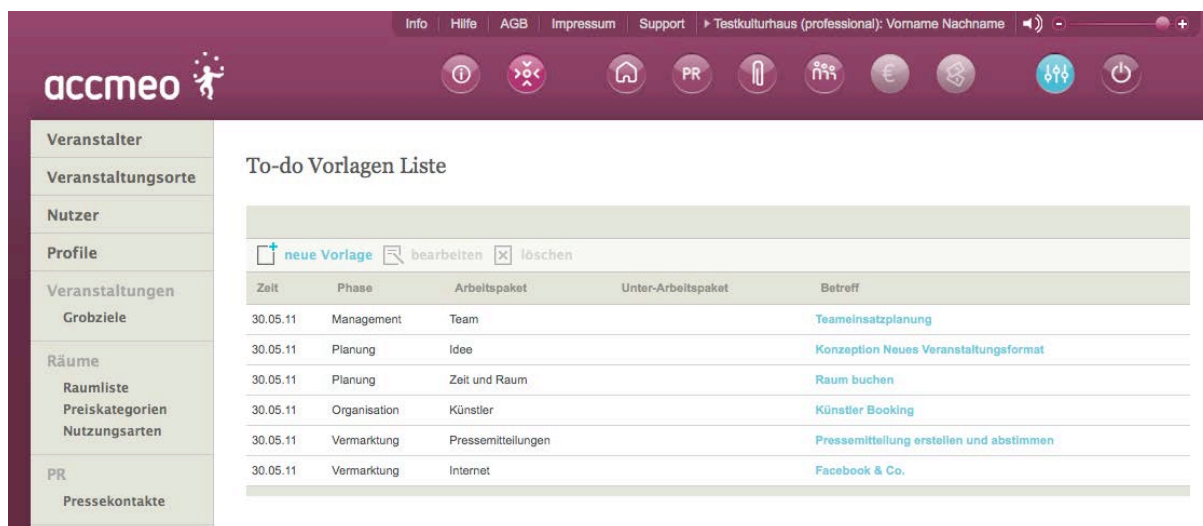 Info Hilfe AGB Impressum Support Testkulturhaus (professional): Vorname Nachname
accmeo
PR €
Veranstalter
Veranstaltungsorte
Nutzer
Profile
Veranstaltungen
Grobziele
Räume
Raumliste
Preiskategorien
Nutzungsarten
PR
Pressekontakte
To-do Vorlagen Liste
neue Vorlage bearbeiten löschen
Zeit Phase Arbeitspaket Unter-Arbeitspaket Betreff
30.05.11 Management Team Teameinsatzplanung
30.05.11 Planung Idee Konzeption Neues Veranstaltungsformat
30.05.11 Planung Zeit und Raum Raum buchen
30.05.11 Organisation Künstler Künstler Booking
30.05.11 Vermarktung Pressemitteilungen Pressemitteilung erstellen und abstimmen
30.05.11 Vermarktung Internet Facebook & Co.